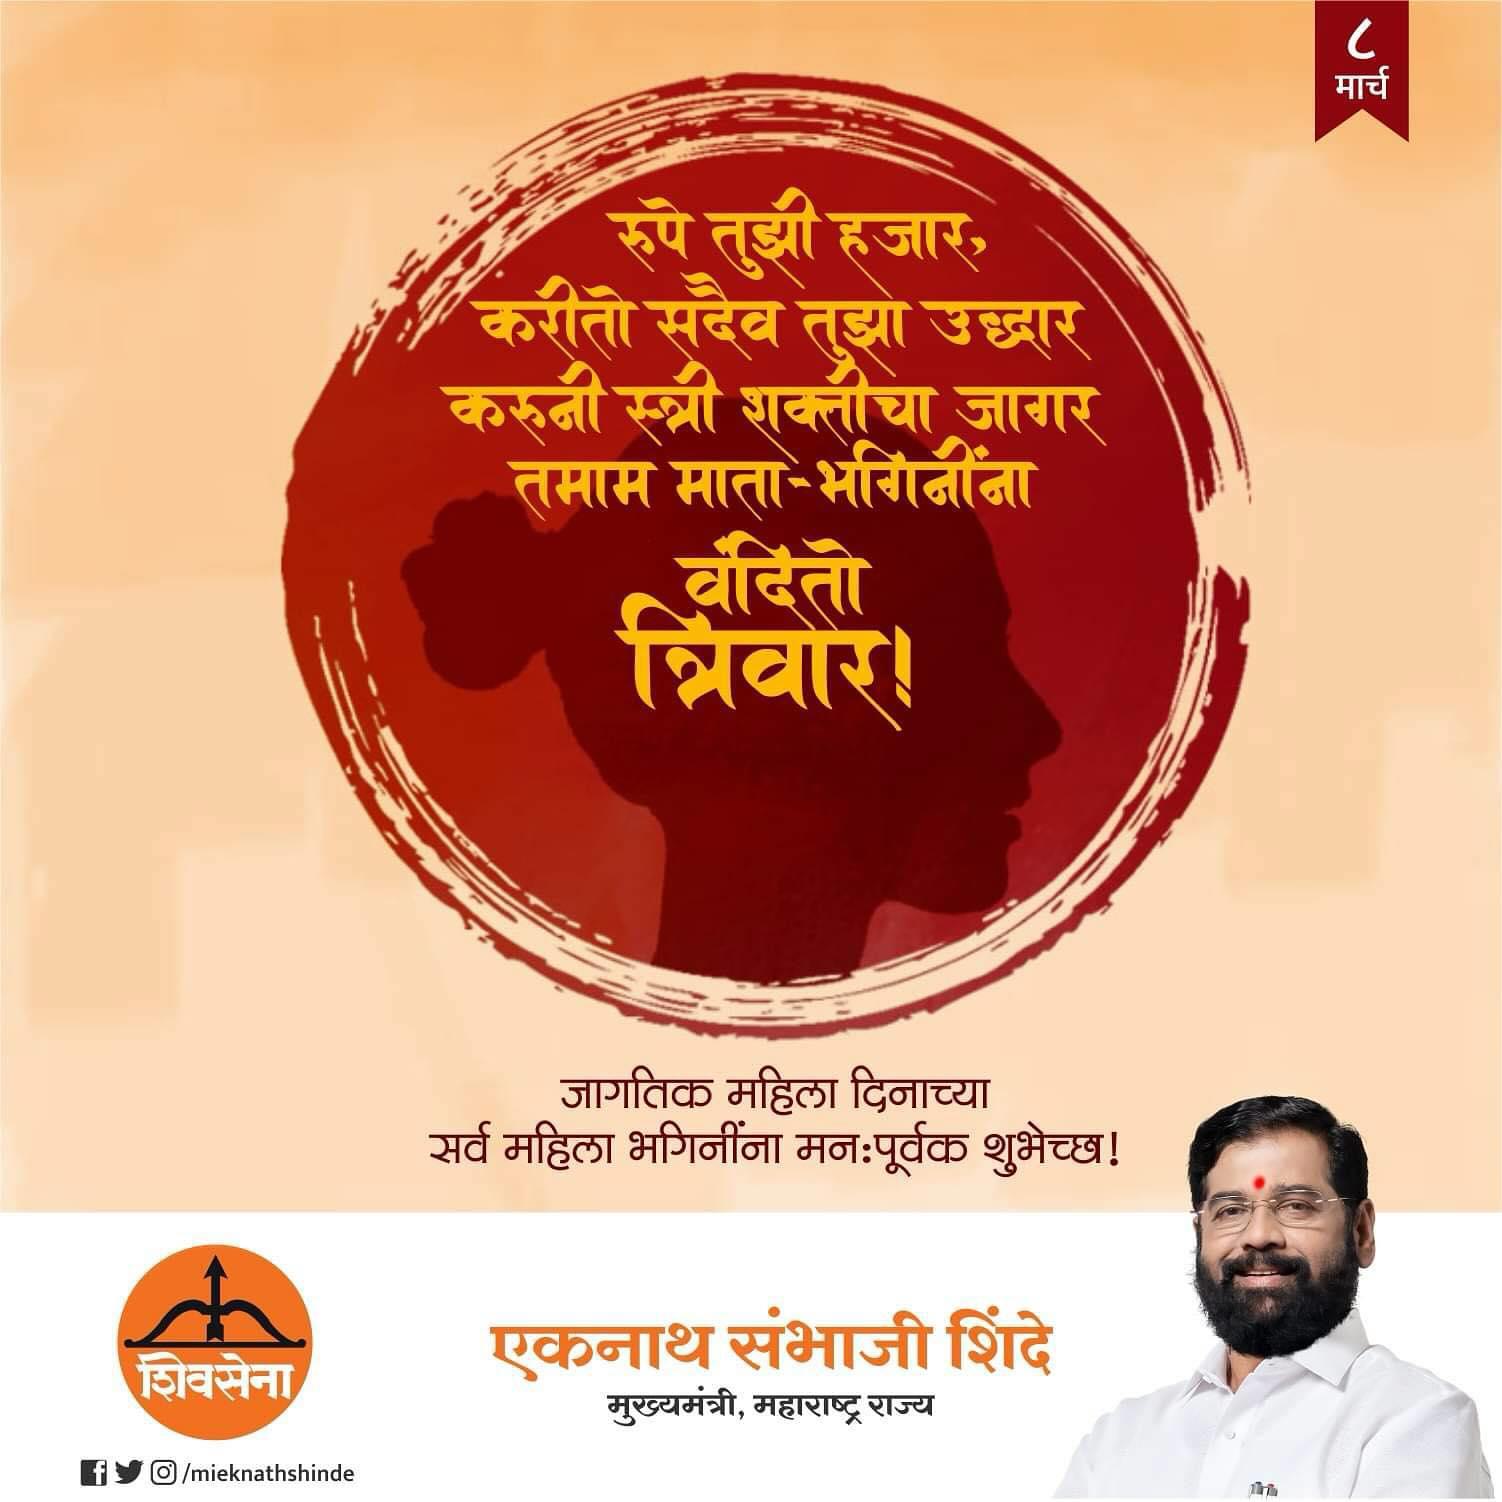 ८
मार्च
रुपे तुझी हजार,
करीतो सदैव तुझा उद्धार
करुनी स्त्री शक्तीचा जागर
तमाम माता-भगिनींना
वंदितो
त्रिवार!
जागतिक महिला दिनाच्या
सर्व महिला भगिनींना मन:पूर्वक शुभेच्छा!
शिवसेना
एकनाथ संभाजी शिंदे
मुख्यमंत्री, महाराष्ट्र राज्य
/mieknathshinde